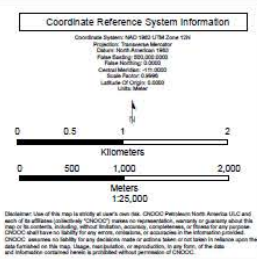 Coordinate Reference System Information
Coordinate System: NAD 1983 UTM Zone 12N
Projection: Transverse Mercator
Datum: North American 1983
False Easting: 500,000.0000
False Northing: 0.0000
Central Meridian: -111.0000
Scale Factor: 0.9996
Latitude Of Origin: 0.0000
Units: Meter
N
0 0.5 1 2
Kilometers
0 500 1,000 2,000
Meters
1:25,000
Disclaimer: Use of this map is strictly at user's own risk. CNOOC Petroleum North America ULC and
each of its affiliates (collectively "CNOOC") makes no representation, warranty or guaranty about this
map or its contents, including, without limitation, accuracy, completeness, or fitness for any purpose.
CNOOC shall have no liability for any errors, omissions, or accuracies in the information provided.
CNOOC assumes no liability for any decisions made or actions taken or not taken in reliance upon the
data furnished on this map. Usage, manipulation, or reproduction, in any form, of the data
and information contained herein is prohibited without permission of CNOOC.